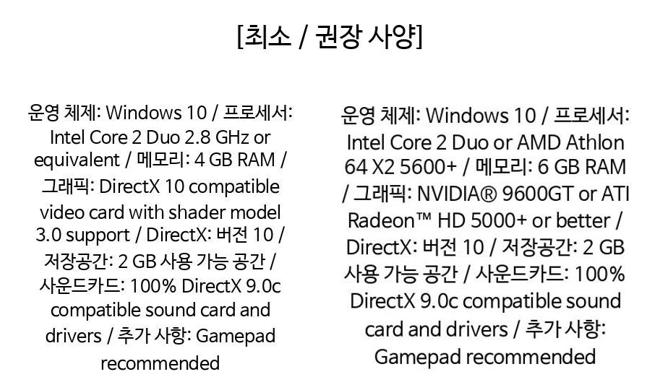 [최소 / 권장 사양]
운영 체제: Windows 10 / 프로세서:
Intel Core 2 Duo 2.8 GHz or
equivalent / 메모리: 4 GB RAM /
그래픽: DirectX 10 compatible
video card with shader model
3.0 support / DirectX: 버전 10 /
저장공간: 2 GB 사용 가능 공간 /
사운드카드: 100% DirectX 9.0c
compatible sound card and
drivers / 추가 사항: Gamepad
recommended
운영 체제: Windows 10 / 프로세서:
Intel Core 2 Duo or AMD Athlon
64 X2 5600+ / 메모리: 6 GB RAM
/ 그래픽: NVIDIA® 9600GT or ATI
Radeon™ HD 5000+ or better /
DirectX: 버전 10 / 저장공간: 2 GB
사용 가능 공간 / 사운드카드: 100%
DirectX 9.0c compatible sound
card and drivers / 추가 사항:
Gamepad recommended